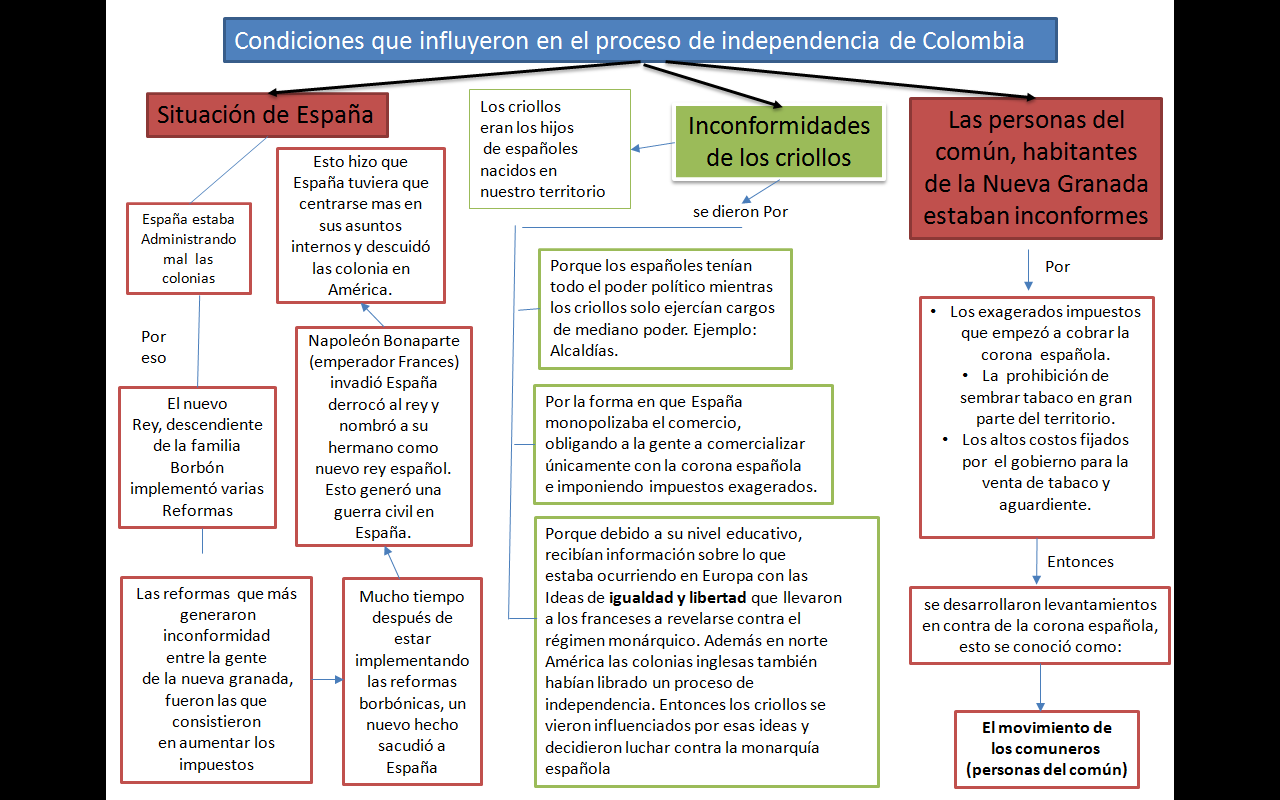 Condiciones que influyeron en el proceso de independencia de Colombia
Situación de España
España estaba
Administrando
mal  las
colonias
Por
eso
El nuevo
Rey, descendiente
de la familia
Borbón
implementó varias
Reformas
Las reformas  que más
generaron
inconformidad
entre la gente
de la nueva granada,
fueron las que
consistieron
en aumentar los
impuestos
Mucho tiempo
después de
estar
implementando
las reformas
borbónicas, un
nuevo hecho
sacudió a
España
Napoleón Bonaparte
(emperador Frances)
invadió España
derrocó al rey y
nombró a su
hermano como
nuevo rey español.
Esto generó una
guerra civil en
España.
Esto hizo que
España tuviera que
centrarse mas en
sus asuntos
internos y descuidó
las colonia en
América.
Inconformidades
de los criollos
Los criollos
eran los hijos
de españoles
nacidos en
nuestro territorio
se dieron Por
Porque los españoles tenían
todo el poder político mientras
los criollos solo ejercían cargos
de mediano poder. Ejemplo:
Alcaldías.
Por la forma en que España
monopolizaba el comercio,
obligando a la gente a comercializar
únicamente con la corona española
e imponiendo impuestos exagerados.
Porque debido a su nivel educativo,
recibían información sobre lo que
estaba ocurriendo en Europa con las
Ideas de igualdad y libertad que llevaron
a los franceses a revelarse contra el
régimen monárquico. Además en norte
América las colonias inglesas también
habían librado un proceso de
independencia. Entonces los criollos se
vieron influenciados por esas ideas y
decidieron luchar contra la monarquía
española
Las personas del
común, habitantes
de la Nueva Granada
estaban inconformes
Por
• Los exagerados impuestos
que empezó a cobrar la
corona  española.
• La  prohibición de
sembrar tabaco en gran
parte del territorio.
• Los altos costos fijados
por  el gobierno para la
venta de tabaco y
aguardiente.
Entonces
se desarrollaron levantamientos
en contra de la corona española,
esto se conoció como:
El movimiento de
los comuneros
(personas del común)